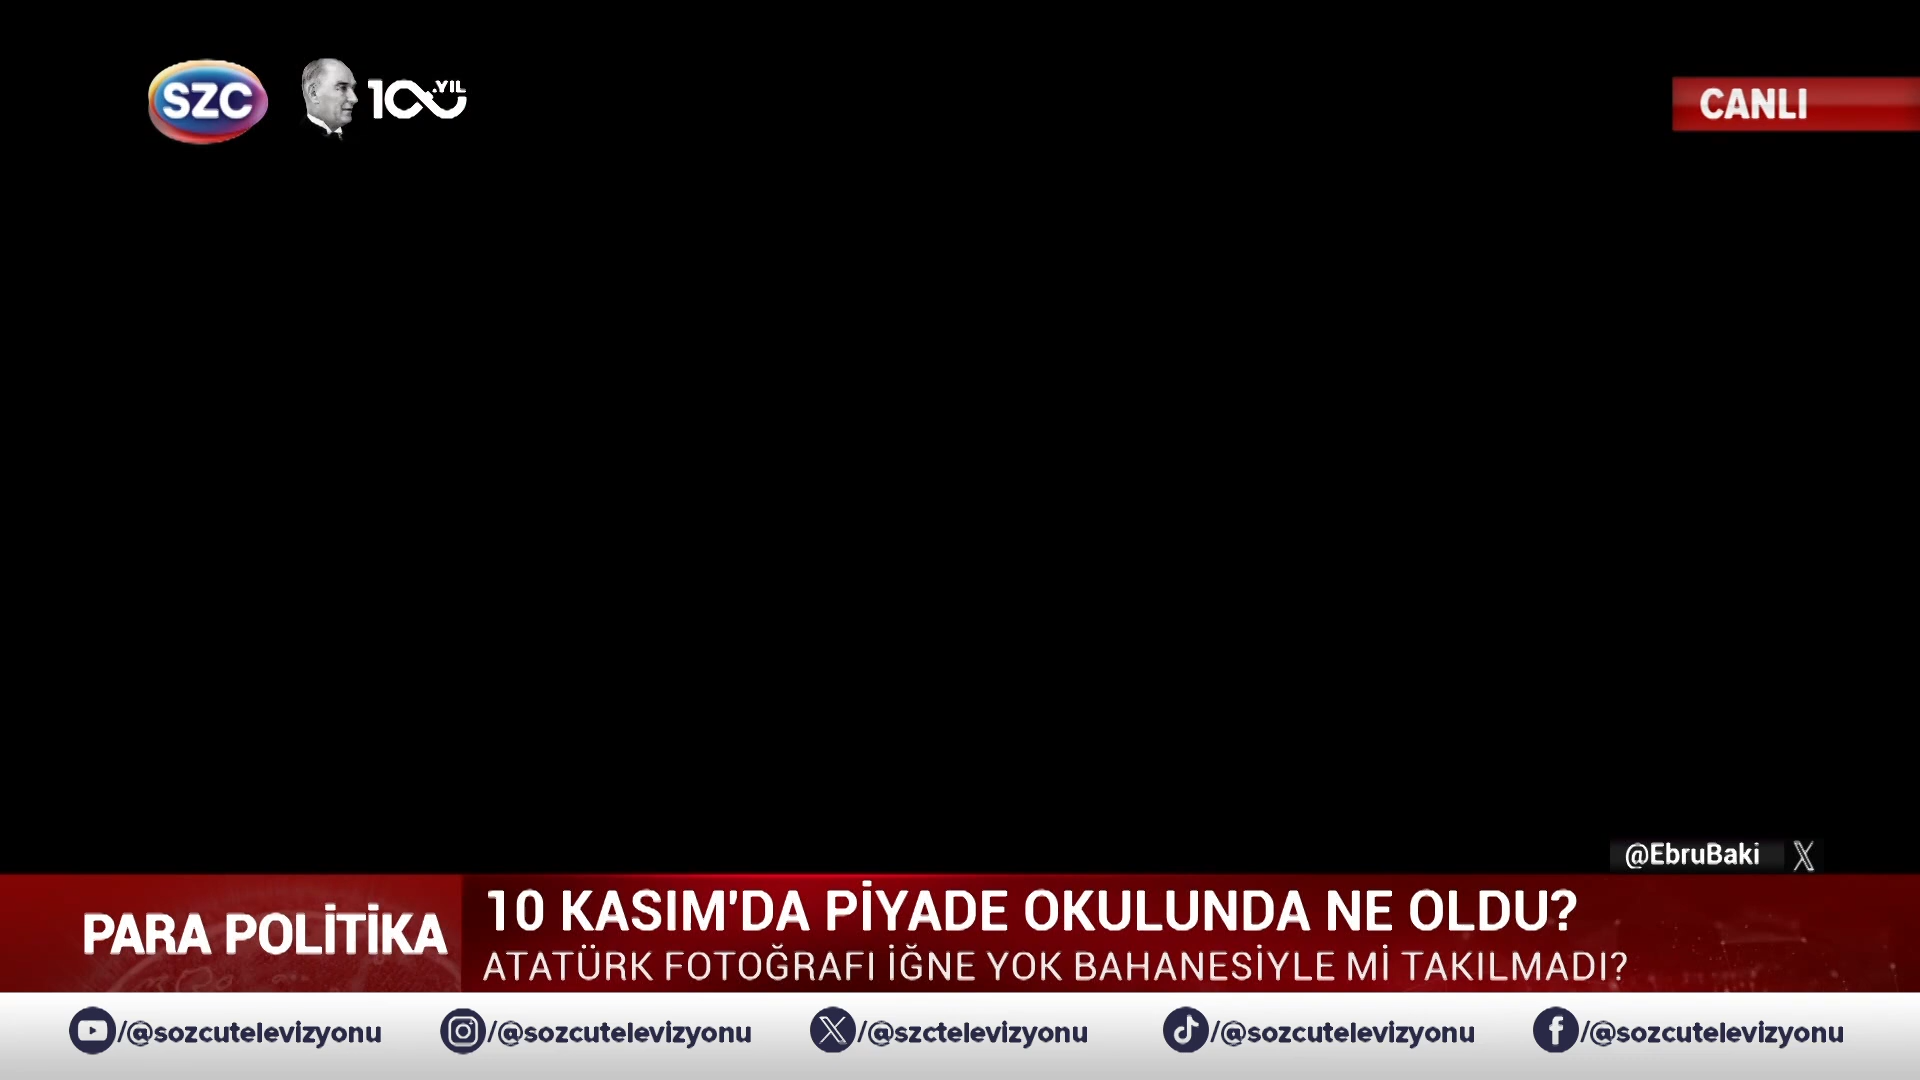 SZC
100.YIL
CANLI
@EbruBaki X
PARA POLİTİKA
10 KASIM'DA PİYADE OKULUNDA NE OLDU?
ATATÜRK FOTOĞRAFI İĞNE YOK BAHANESİYLE Mİ TAKILMADI?
/@sozcutelevizyonu /@sozcutelevizyonu /@szctelevizyonu /@sozcutelevizyonu /@sozcutelevizyonu